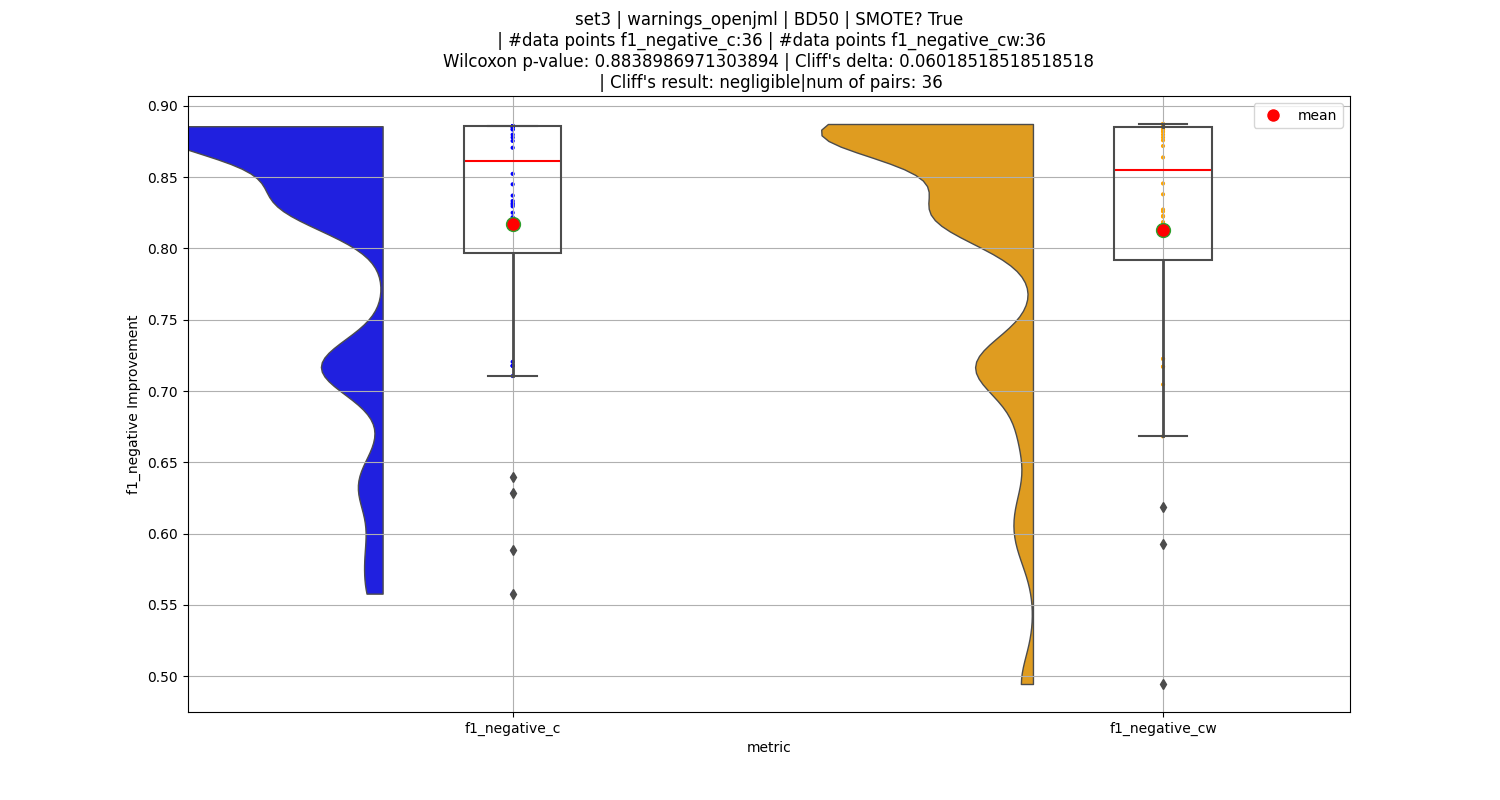 set3 | warnings_openjml | BD50 | SMOTE? True
| #data points f1_negative_c:36 | #data points f1_negative_cw:36
Wilcoxon p-value: 0.8838986971303894 | Cliff's delta: 0.06018518518518518
| Cliff's result: negligible|num of pairs: 36
mean
f1_negative Improvement
0.90
0.85
0.80
0.75
0.70
0.65
0.60
0.55
0.50
f1_negative_c
f1_negative_cw
metric